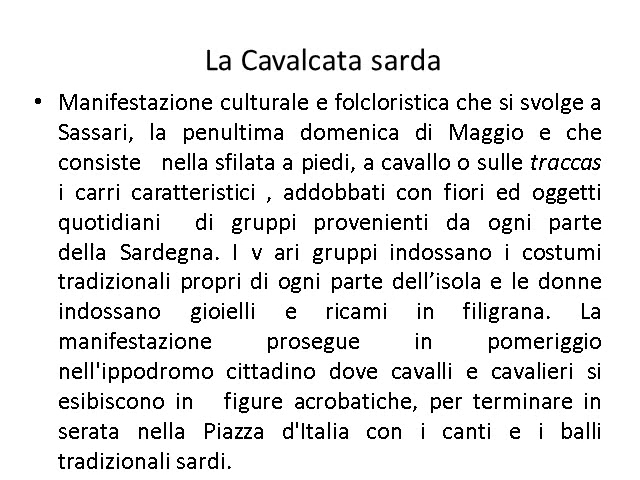 La Cavalcata sarda
• Manifestazione culturale e folcloristica che si svolge a
Sassari, la penultima domenica di Maggio e che
consiste nella sfilata a piedi, a cavallo o sulle traccas
i carri caratteristici , addobbati con fiori ed oggetti
quotidiani di gruppi provenienti da ogni parte
della Sardegna. I v ari gruppi indossano i costumi
tradizionali propri di ogni parte dell’isola e le donne
indossano gioielli e ricami in filigrana. La
manifestazione prosegue in pomeriggio
nell'ippodromo cittadino dove cavalli e cavalieri si
esibiscono in figure acrobatiche, per terminare in
serata nella Piazza d'Italia con i canti e i balli
tradizionali sardi.